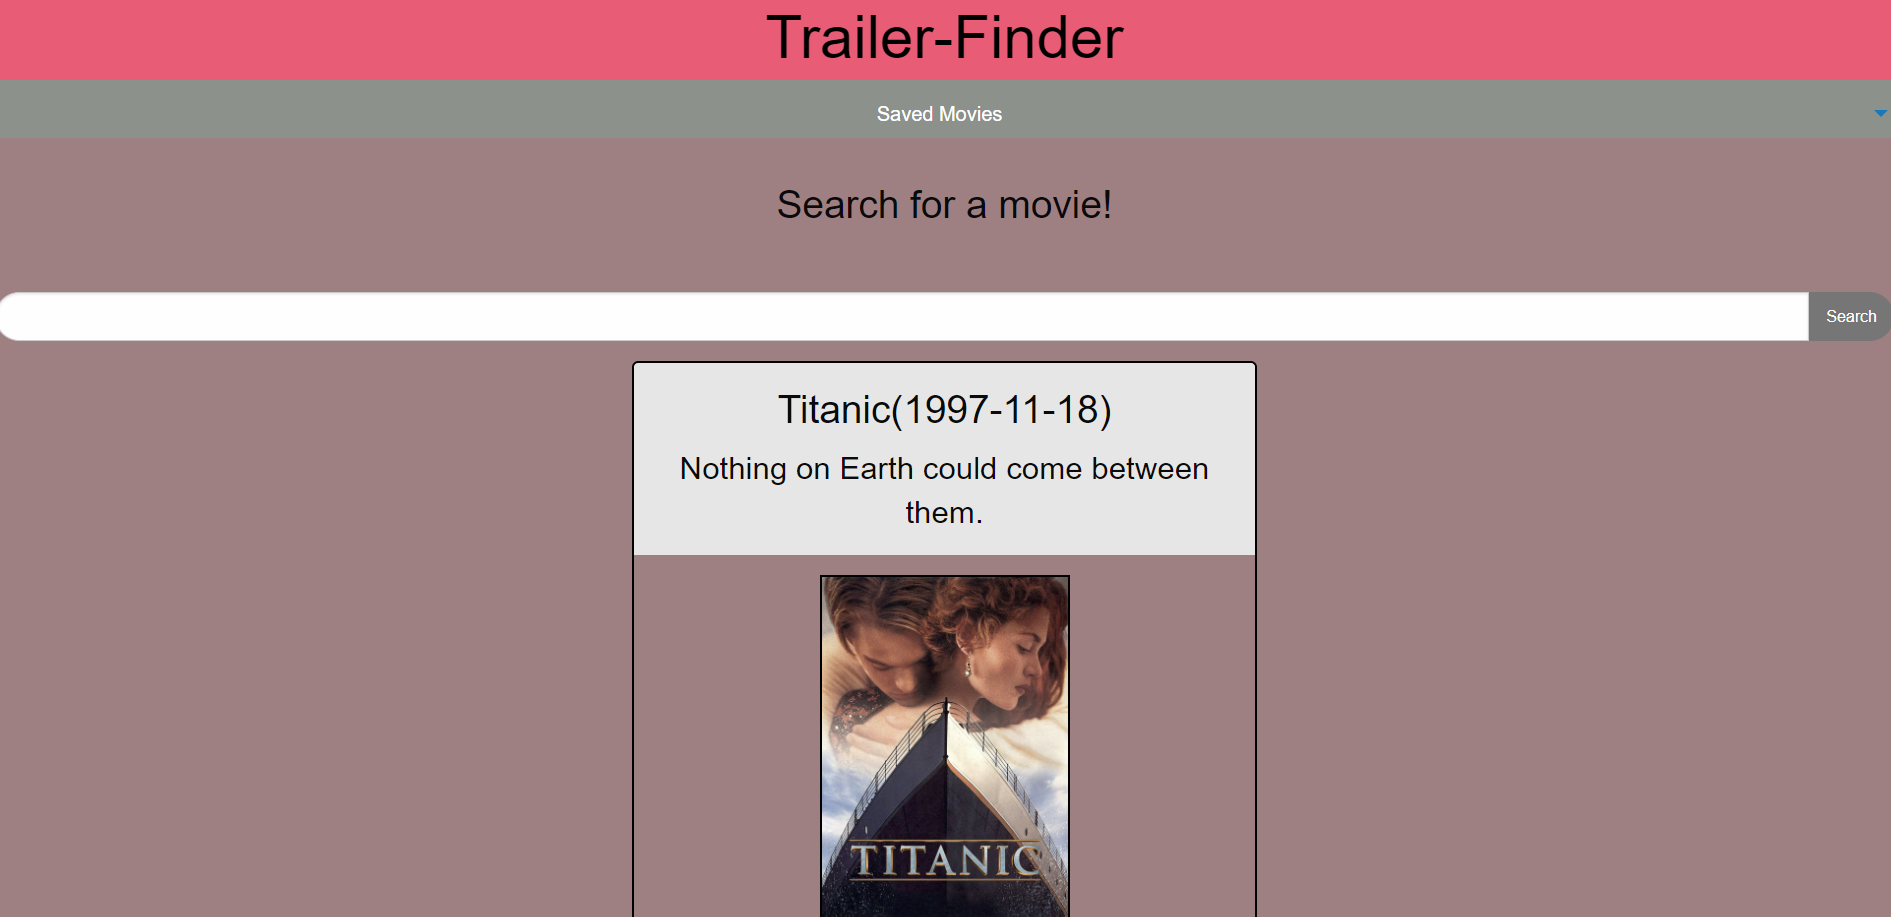 Trailer-Finder
Saved Movies
Search for a movie!
Search
Titanic(1997-11-18)
Nothing on Earth could come between
them.
TITANIC